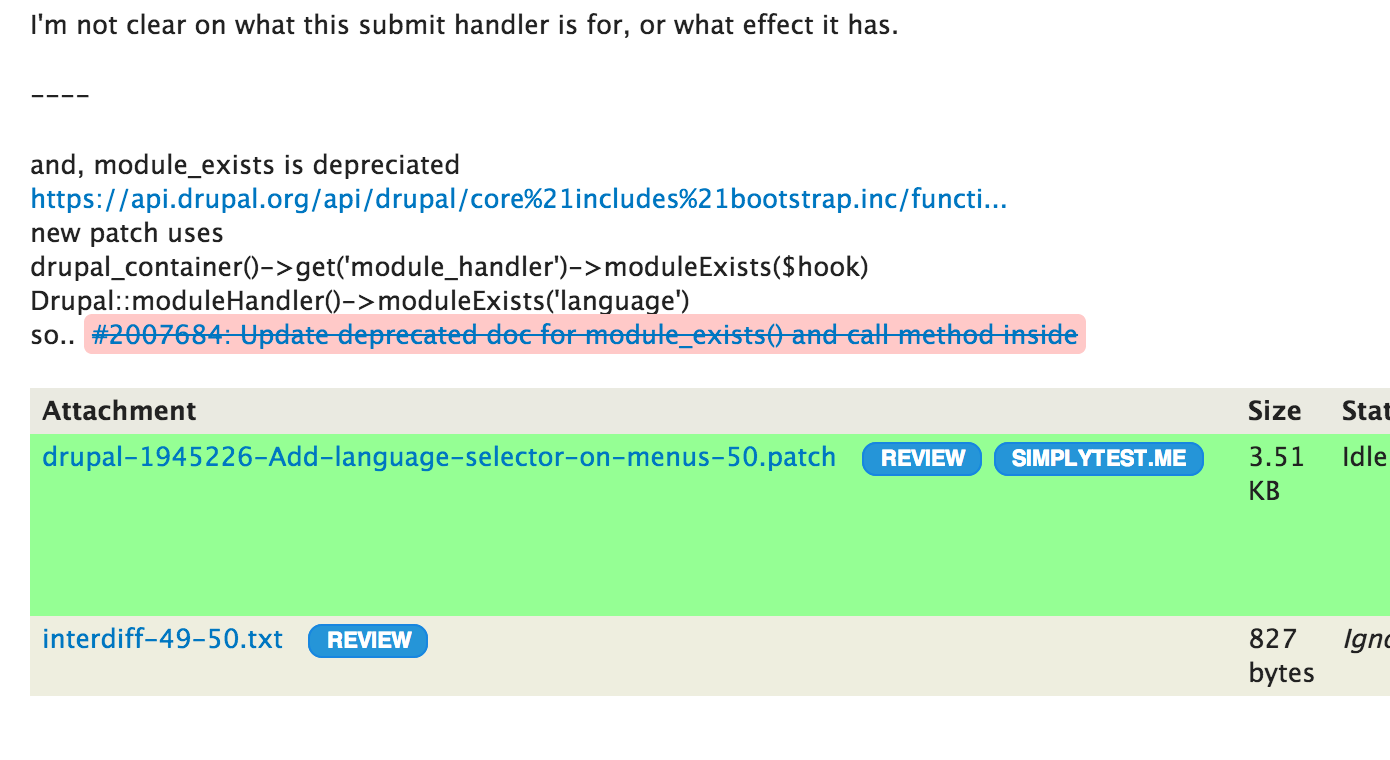 I'm not clear on what this submit handler is for, or what effect it has.
----
and, module_exists is depreciated
https://api.drupal.org/api/drupal/core%21includes%21bootstrap.inc/functi...
new patch uses
drupal_container()->get('module_handler')->moduleExists($hook)
Drupal::moduleHandler()->moduleExists('language')
so.. #2007684: Update deprecated doc for module_exists() and call method inside
Attachment Size Stat
drupal-1945226-Add-language-selector-on-menus-50.patch REVIEW SIMPLYTEST.ME 3.51 Idle
KB
interdiff-49-50.txt REVIEW 827 Igno
bytes